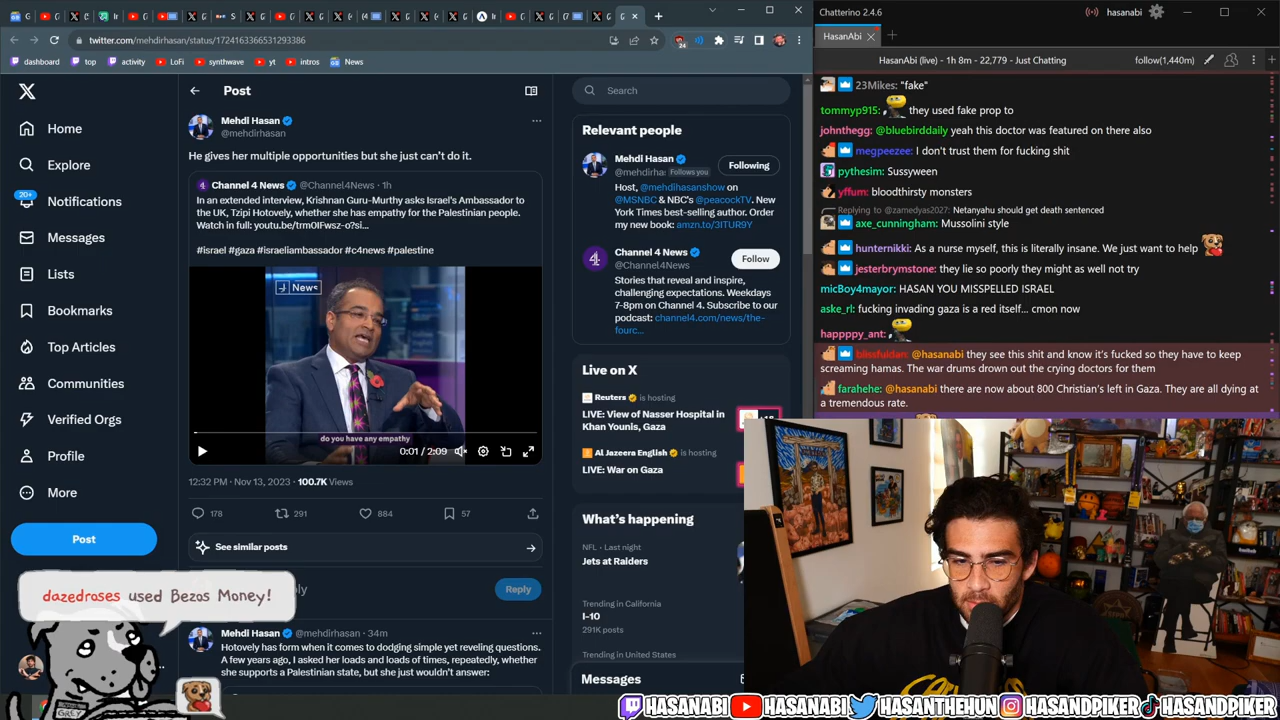 Chatterino 2.4.6
hasanabi
twitter.com/mehdirhasan/status/1724163366531293386
24
HasanAbi
dashboard
top
activity
LoFi
synthwave
yt
intros
News
HasanAbi (live) - 1h 8m - 22,779 - Just Chatting
follow(1,440m)
Post
Search
Home
Explore
20+
Notifications
Messages
Lists
Bookmarks
Top Articles
Communities
Verified Orgs
Profile
More
Post
Mehdi Hasan
@mehdirhasan
He gives her multiple opportunities but she just can't do it.
Channel 4 News @Channel4News · 1h
In an extended interview, Krishnan Guru-Murthy asks Israel's Ambassador to
the UK, Tzipi Hotovely, whether she has empathy for the Palestinian people.
Watch in full: youtu.be/trm0IFwsz-o?si...
#israel #gaza #israeliambassador #c4news #palestine
News
do you have any empathy
0:01 / 2:09
12:32 PM · Nov 13, 2023 · 100.7K Views
178
291
884
57
See similar posts
Reply
Mehdi Hasan @mehdirhasan · 34m
Hotovely has form when it comes to dodging simple yet reveling questions.
A few years ago, I asked her loads and loads of times, repeatedly, whether
she supports a Palestinian state, but she just wouldn't answer:
Relevant people
Mehdi Hasan
@mehdirha Follows you
Following
Host, @mehdihasanshow on
@MSNBC & NBC's @peacockTV. New
York Times best-selling author. Order
my new book: amzn.to/3ITUR9Y
Channel 4 News
@Channel4News
Follow
Stories that reveal and inspire,
challenging expectations. Weekdays
7-8pm on Channel 4. Subscribe to our
podcast: channel4.com/news/the-
fourc...
Live on X
Reuters is hosting
LIVE: View of Nasser Hospital in
Khan Younis, Gaza
Al Jazeera English is hosting
LIVE: War on Gaza
What's happening
NFL · Last night
Jets at Raiders
Trending in California
I-10
291K posts
Trending in United States
Messages
23Mikes: "fake"
tommyp915: they used fake prop to
johnthegg: @bluebirddaily yeah this doctor was featured on there also
megpeezee: I don't trust them for fucking shit
pythesim: Sussyween
yffum: bloodthirsty monsters
Replying to @zamedyas2027: Netanyahu should get death sentenced
axe_cunningham: Mussolini style
hunternikki: As a nurse myself, this is literally insane. We just want to help
jesterbrymstone: they lie so poorly they might as well not try
micBoy4mayor: HASAN YOU MISSPELLED ISRAEL
aske_rl: fucking invading gaza is a red itself... cmon now
happppy_ant:
blissfuldan: @hasanabi they see this shit and know it's fucked so they have to keep
screaming hamas. The war drums drown out the crying doctors for them
farahehe: @hasanabi there are now about 800 Christian's left in Gaza. They are all dying at
a tremendous rate.
dazedroses used Bezos Money!
HASANABI HASANABI HASANTHEHUN HASANDPIKER HASANDPIKER